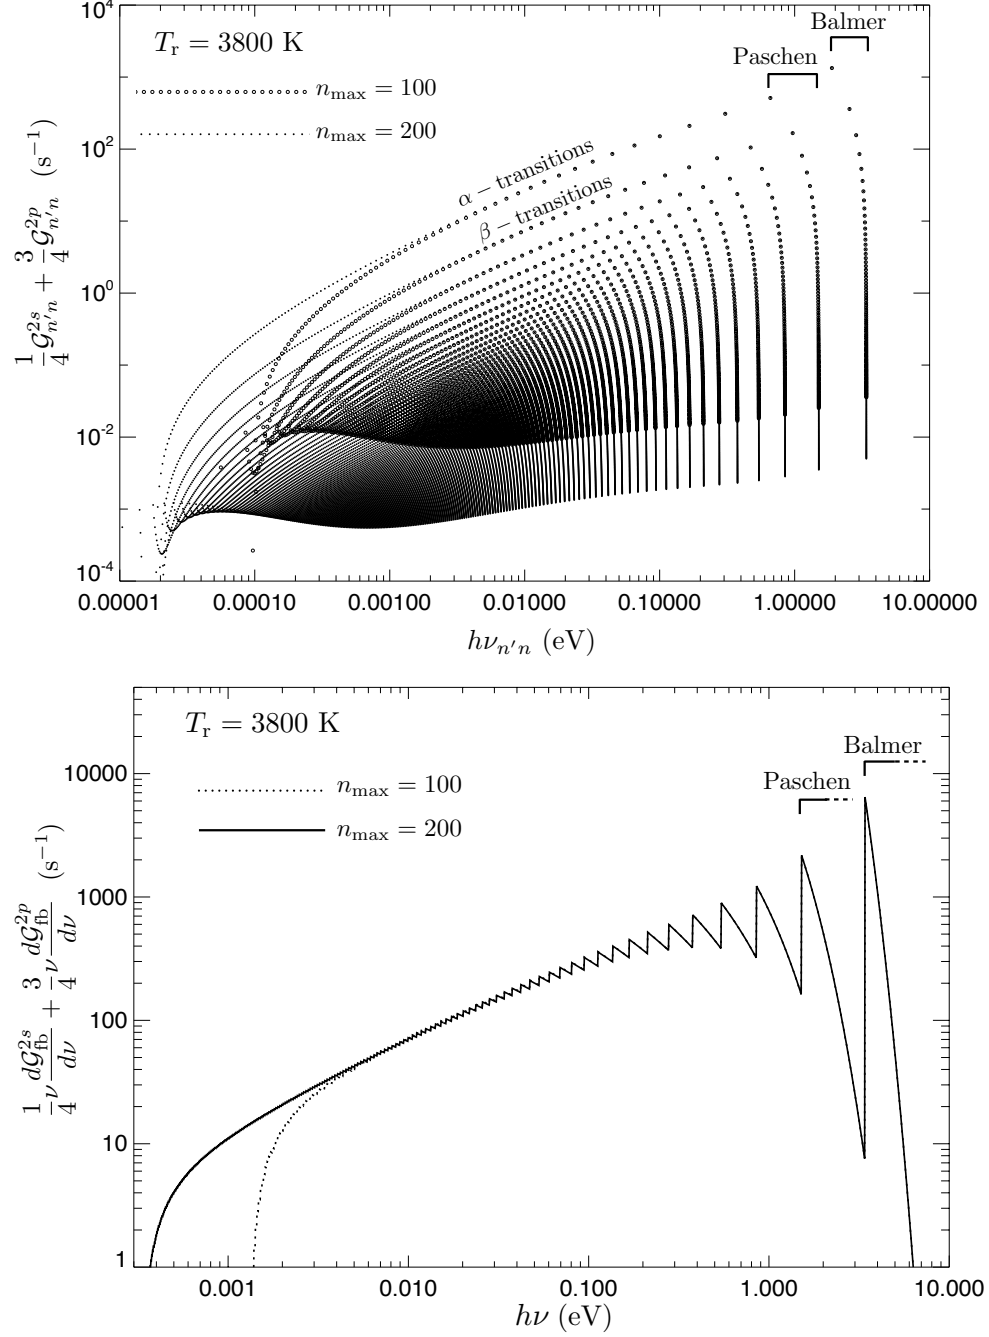 10^4
10^2
10^0
10^-2
10^-4
T_r = 3800 K
n_max = 100
n_max = 200
Balmer
Paschen
α − transitions
β − transitions
1/4 𝒢^{2s}_{n′n} + 3/4 𝒢^{2p}_{n′n} (s^−1)
0.00001 0.00010 0.00100 0.01000 0.10000 1.00000 10.00000
hν_{n′n} (eV)
T_r = 3800 K
n_max = 100
n_max = 200
Balmer
Paschen
10000
1000
100
10
1
1/4 ν d𝒢^{2s}_{fb}/dν + 3/4 ν d𝒢^{2p}_{fb}/dν (s^−1)
0.001 0.010 0.100 1.000 10.000
hν (eV)